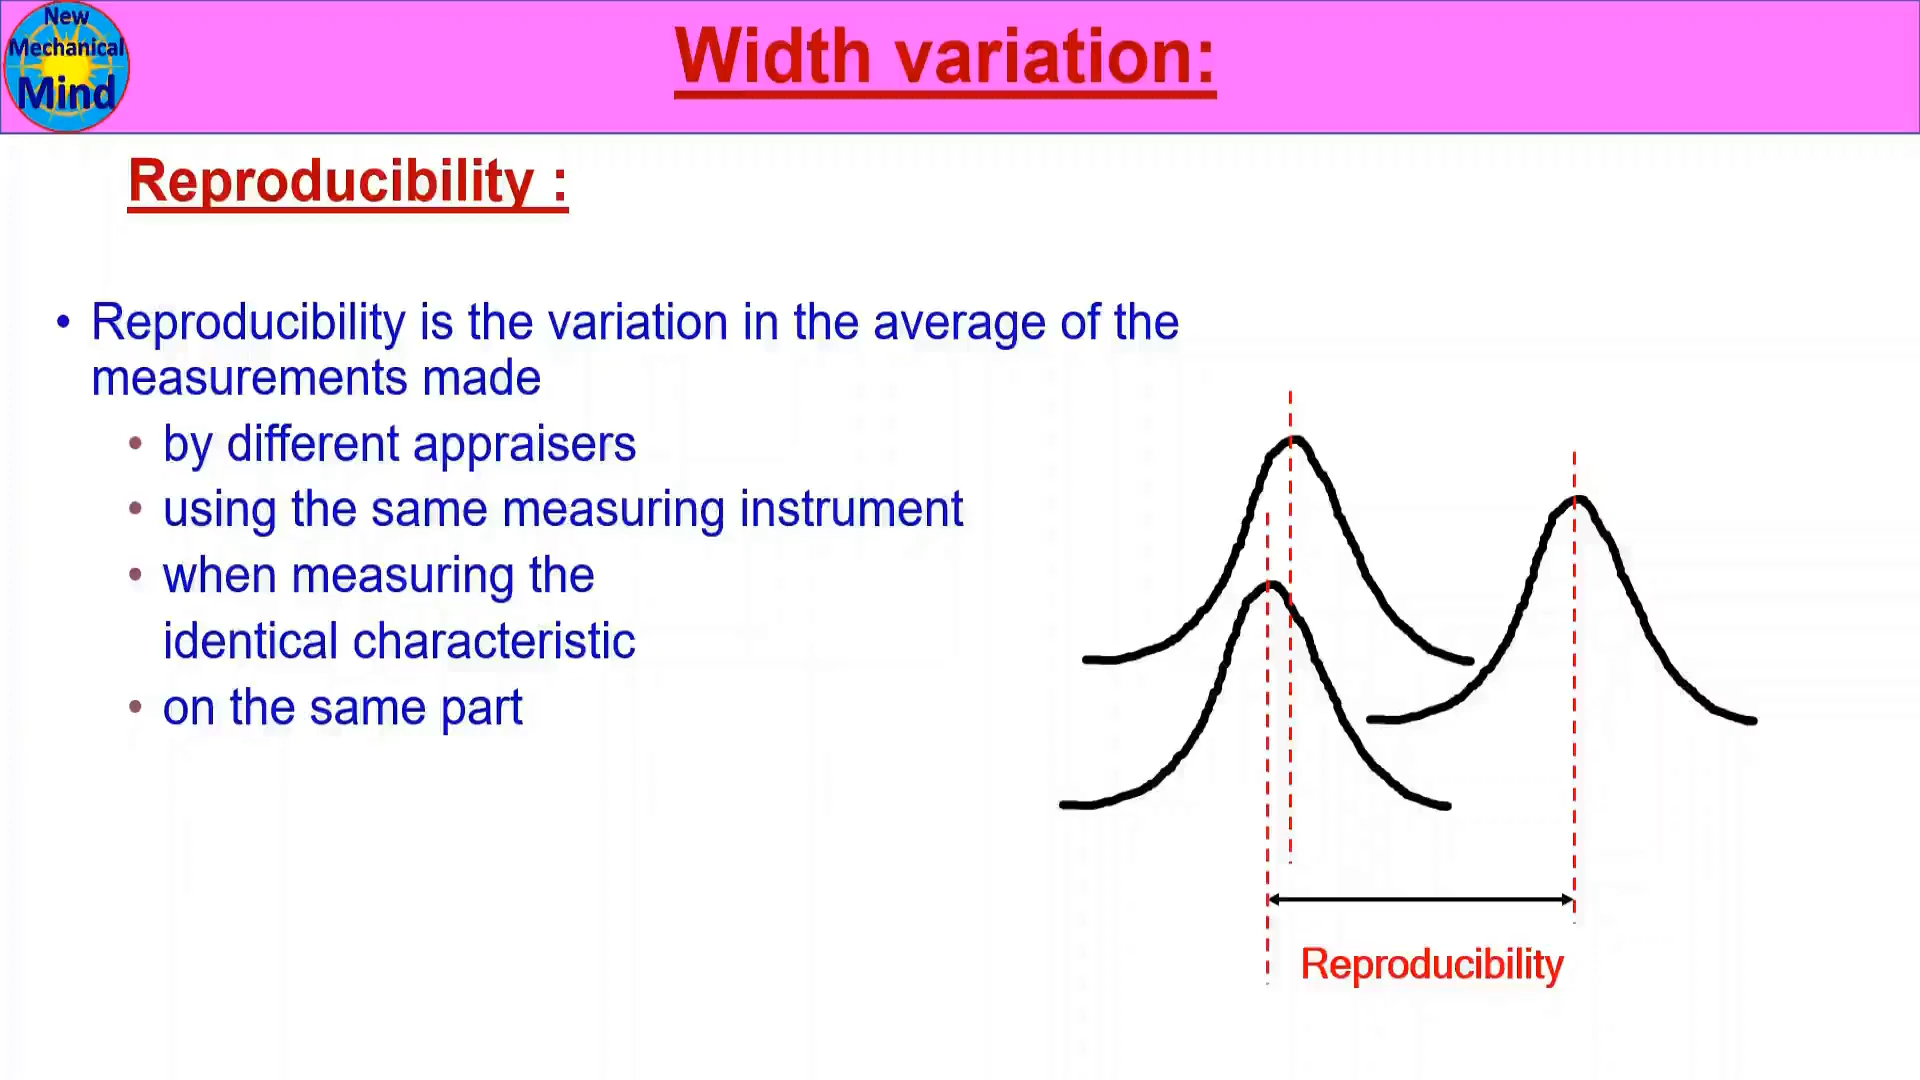 New
Mechanical
Mind
Width variation:
Reproducibility :
• Reproducibility is the variation in the average of the
measurements made
• by different appraisers
• using the same measuring instrument
• when measuring the
identical characteristic
• on the same part
Reproducibility